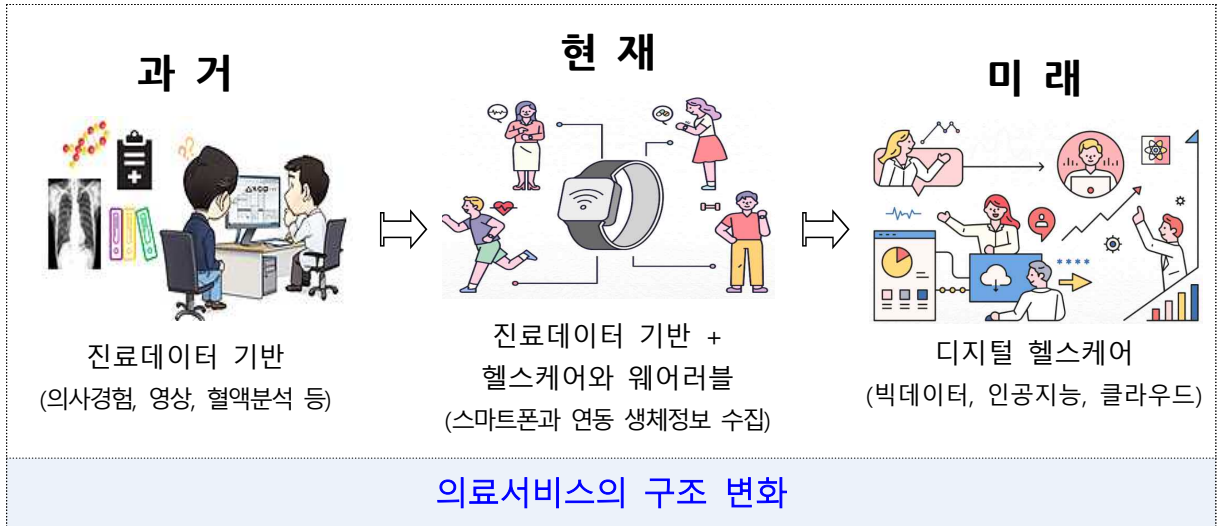 과 거
현 재
미 래
??
진료데이터 기반
(의사경험, 영상, 혈액분석 등)
진료데이터 기반 +
헬스케어와 웨어러블
(스마트폰과 연동 생체정보 수집)
디지털 헬스케어
(빅데이터, 인공지능, 클라우드)
의료서비스의 구조 변화